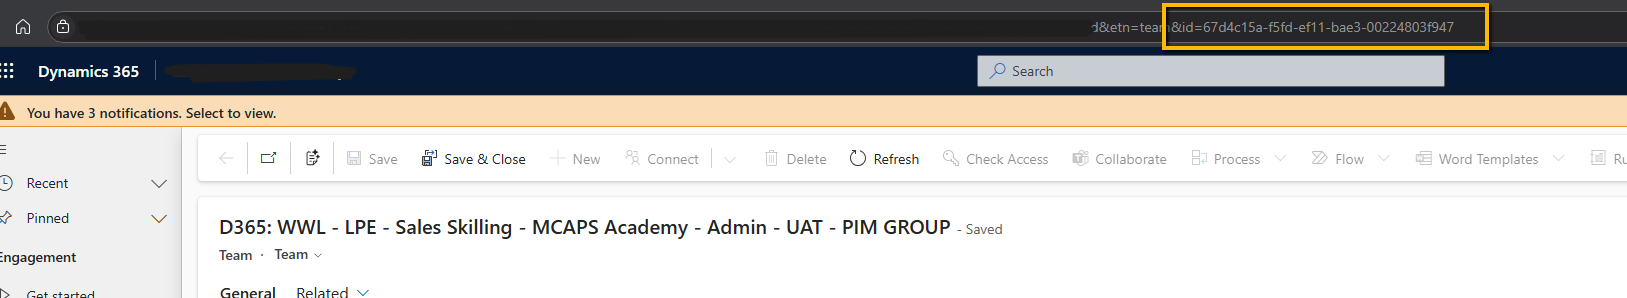 d&etn=team&id=67d4c15a-f5fd-ef11-bae3-00224803f947
Dynamics 365
Search
You have 3 notifications. Select to view.
Save
Save & Close
New
Connect
Delete
Refresh
Check Access
Collaborate
Process
Flow
Word Templates
Ru
Recent
Pinned
D365: WWL - LPE - Sales Skilling - MCAPS Academy - Admin - UAT - PIM GROUP - Saved
Team · Team
Engagement
Get started
General Related